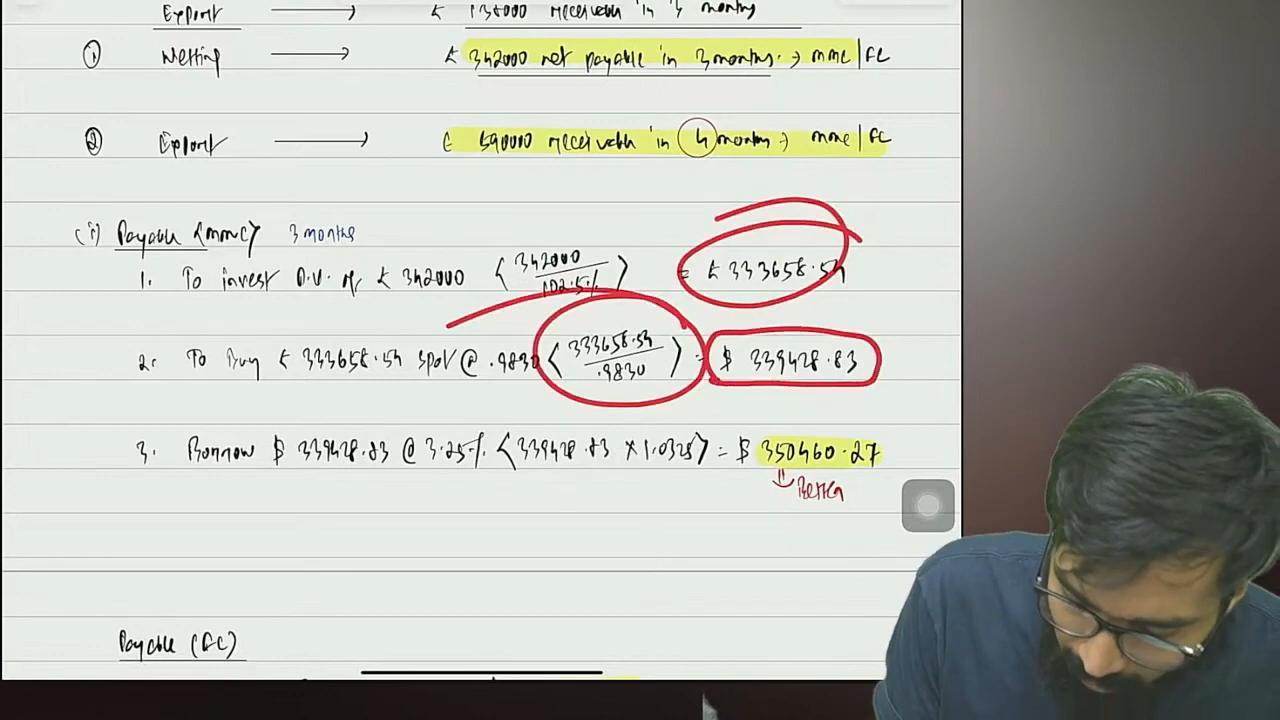 Export → £ 138000 receivable in 3 months
① Netting → £ 342000 net payable in 3 months. → MMC/FC
② Export → £ 590000 receivable in 4 months → MMC/FC
(i) Payable {MMC} 3 months
1. To invest P.V. of £ 342000 <342000/102.5%> = £ 333658.54
2. To Buy £ 333658.54 spot @ .9830 <333658.54/.9830> = $ 339428.83
3. Borrow $ 339428.83 @ 3.25% <339428.83 × 1.0325> = $ 350460.27
↳ Better
Payable (FC)